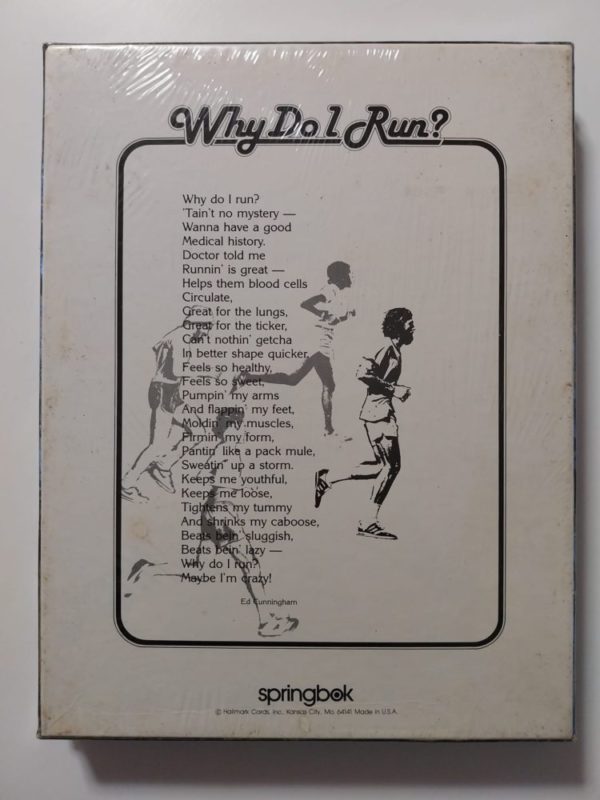 Why Do I Run?
Why do I run?
'Tain't no mystery —
Wanna have a good
Medical history.
Doctor told me
Runnin' is great —
Helps them blood cells
Circulate,
Great for the lungs,
Great for the ticker,
Can't nothin' getcha
In better shape quicker,
Feels so healthy,
Feels so sweet,
Pumpin' my arms
And flappin' my feet,
Moldin' my muscles,
Firmin' my form,
Pantin' like a pack mule,
Sweatin' up a storm.
Keeps me youthful,
Keeps me loose,
Tightens my tummy
And shrinks my caboose,
Beats bein' sluggish,
Beats bein' lazy —
Why do I run?
Maybe I'm crazy!
Ed Cunningham
springbok
© Hallmark Cards, Inc., Kansas City, Mo. 64141 Made in U.S.A.